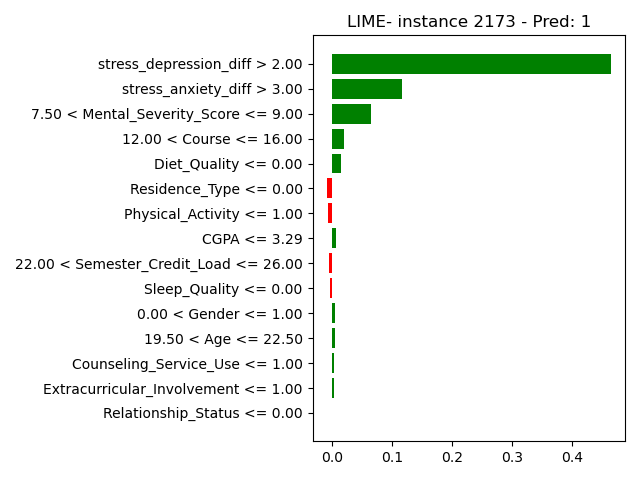 LIME- instance 2173 - Pred: 1
stress_depression_diff > 2.00
stress_anxiety_diff > 3.00
7.50 < Mental_Severity_Score <= 9.00
12.00 < Course <= 16.00
Diet_Quality <= 0.00
Residence_Type <= 0.00
Physical_Activity <= 1.00
CGPA <= 3.29
22.00 < Semester_Credit_Load <= 26.00
Sleep_Quality <= 0.00
0.00 < Gender <= 1.00
19.50 < Age <= 22.50
Counseling_Service_Use <= 1.00
Extracurricular_Involvement <= 1.00
Relationship_Status <= 0.00
0.0 0.1 0.2 0.3 0.4